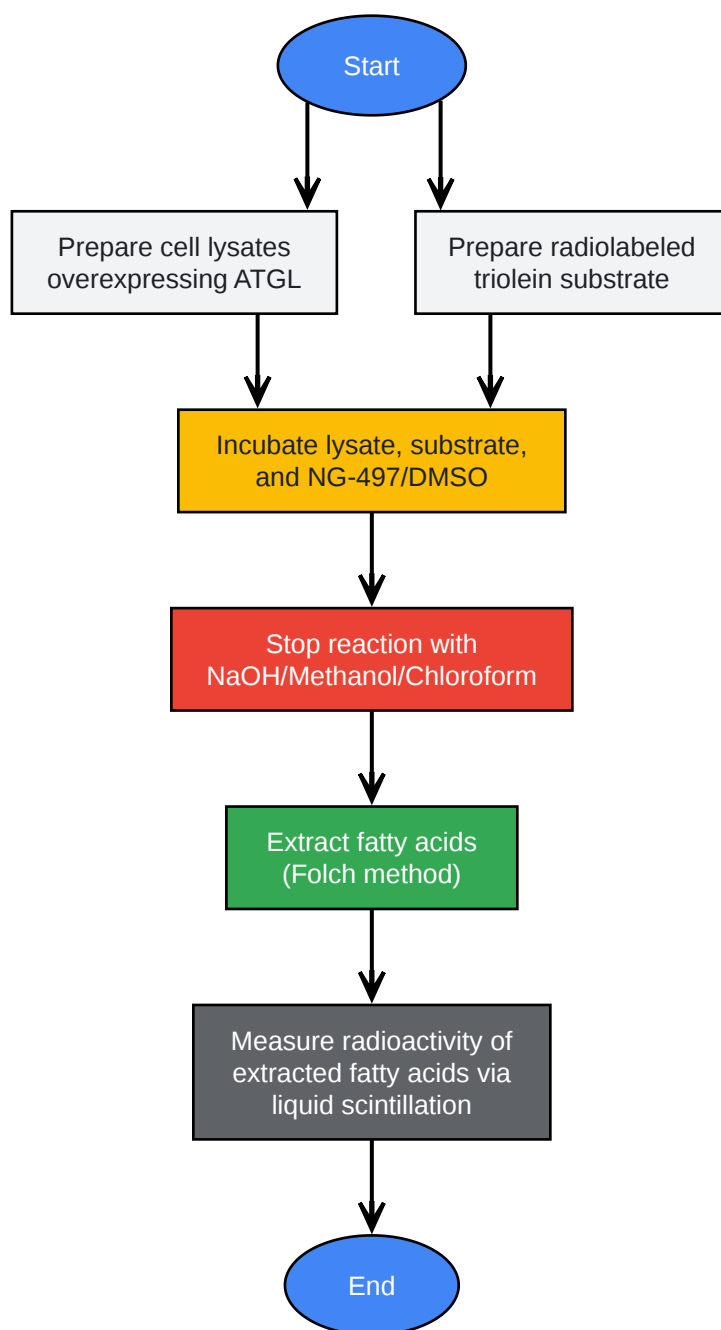 Start
Prepare cell lysates
overexpressing ATGL
Prepare radiolabeled
triolein substrate
Incubate lysate, substrate,
and NG-497/DMSO
Stop reaction with
NaOH/Methanol/Chloroform
Extract fatty acids
(Folch method)
Measure radioactivity of
extracted fatty acids via
liquid scintillation
End